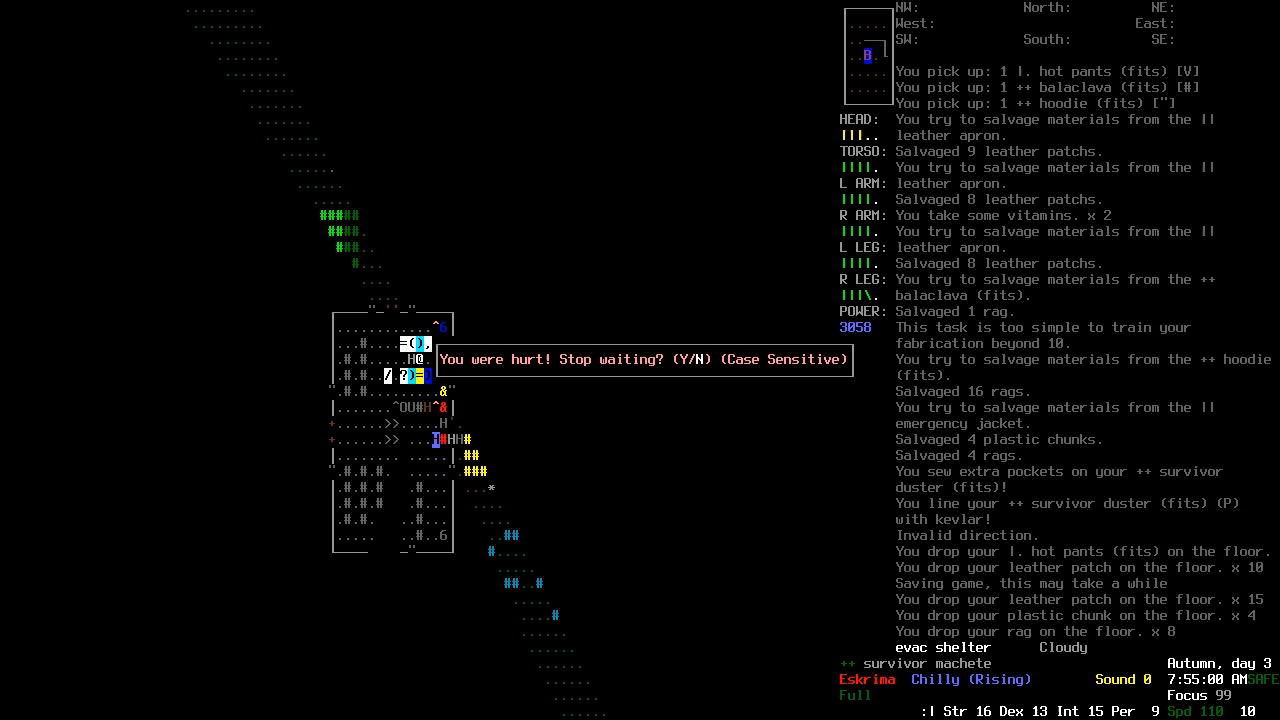 NW: North: NE:
West: East:
SW: South: SE:
You pick up: 1 |. hot pants (fits) [V]
You pick up: 1 ++ balaclava (fits) [#]
You pick up: 1 ++ hoodie (fits) ["]
HEAD: You try to salvage materials from the ||
|||.. leather apron.
TORSO: Salvaged 9 leather patchs.
||||. You try to salvage materials from the ||
L ARM: leather apron.
||||. Salvaged 8 leather patchs.
R ARM: You take some vitamins. x 2
||||. You try to salvage materials from the ||
L LEG: leather apron.
||||. Salvaged 8 leather patchs.
R LEG: You try to salvage materials from the ++
|||\. balaclava (fits).
POWER: Salvaged 1 rag.
3058 This task is too simple to train your
fabrication beyond 10.
You were hurt! Stop waiting? (Y/N) (Case Sensitive)
You try to salvage materials from the ++ hoodie
(fits).
Salvaged 16 rags.
You try to salvage materials from the ||
emergency jacket.
Salvaged 4 plastic chunks.
Salvaged 4 rags.
You sew extra pockets on your ++ survivor
duster (fits)!
You line your ++ survivor duster (fits) (P)
with kevlar!
Invalid direction.
You drop your |. hot pants (fits) on the floor.
You drop your leather patch on the floor. x 10
Saving game, this may take a while
You drop your leather patch on the floor. x 15
You drop your plastic chunk on the floor. x 4
You drop your rag on the floor. x 8
evac shelter Cloudy
++ survivor machete Autumn, day 3
Eskrima Chilly (Rising) Sound 0 7:55:00 AM SAFE
Full Focus 99
:| Str 16 Dex 13 Int 15 Per 9 Spd 110 10